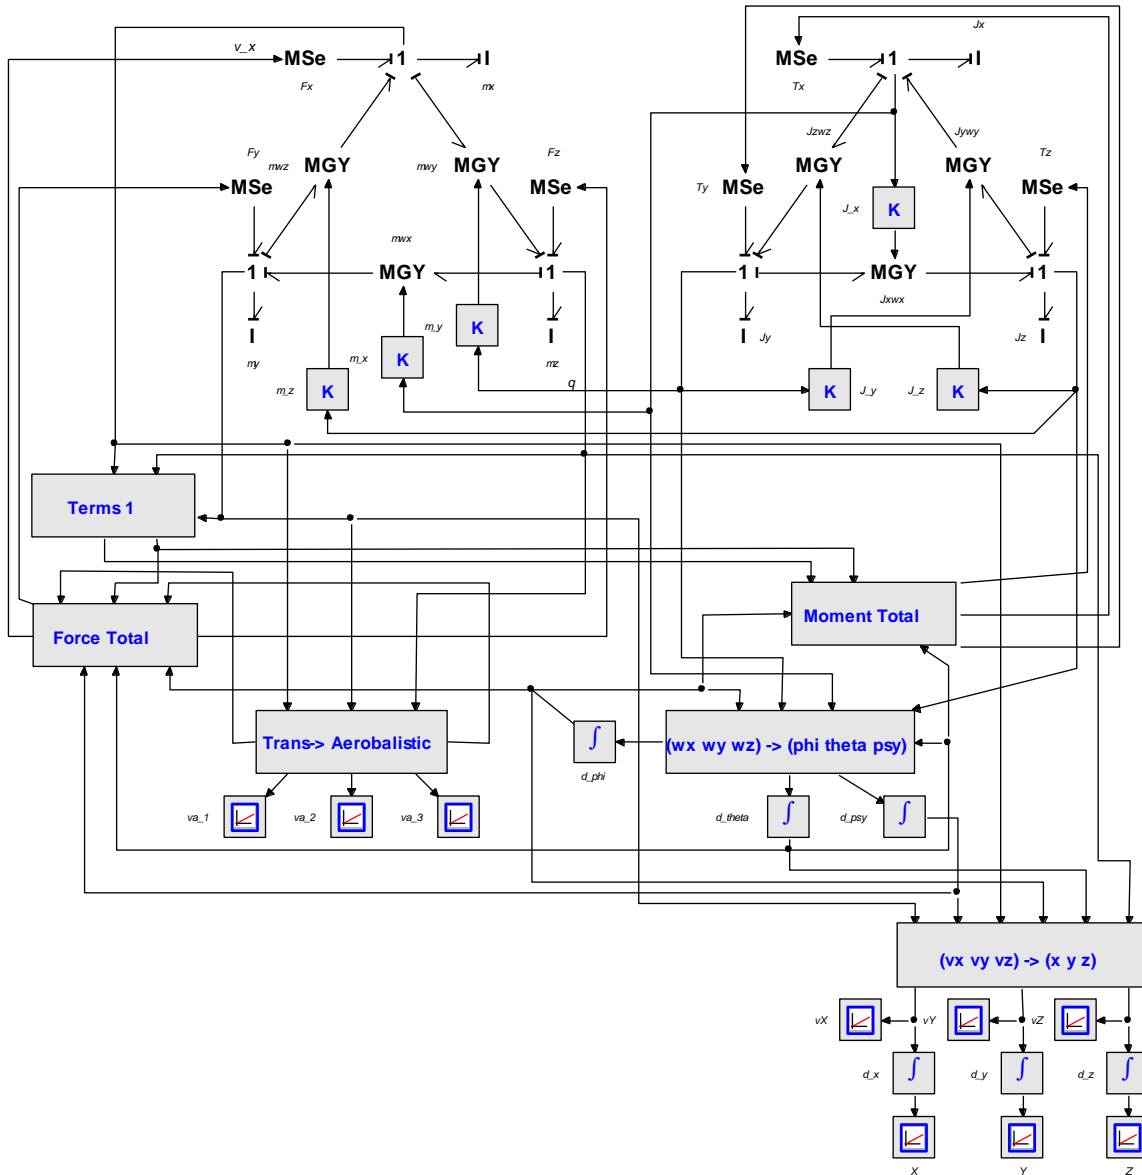 Jx
v_x
MSe 1 I
MSe 1 I
Fx mx
Tx
Jzwz Jywy
Fy mwz MGY mwy MGY Fz
MGY MGY Tz
MSe MSe
Ty MSe MSe
J_x K
mwx
1 MGY 1
1 MGY 1
Jxwx
I m_y K I
I Jy Jz I
my m_x K mz
m_z K q
K J_y J_z K
Terms 1
Force Total
Moment Total
Trans-> Aerobalistic
∫
(wx wy wz) -> (phi theta psy)
d_phi
va_1 va_2 va_3
d_theta ∫ d_psy ∫
(vx vy vz) -> (x y z)
vX vY vZ
d_x ∫ d_y ∫ d_z ∫
X Y Z